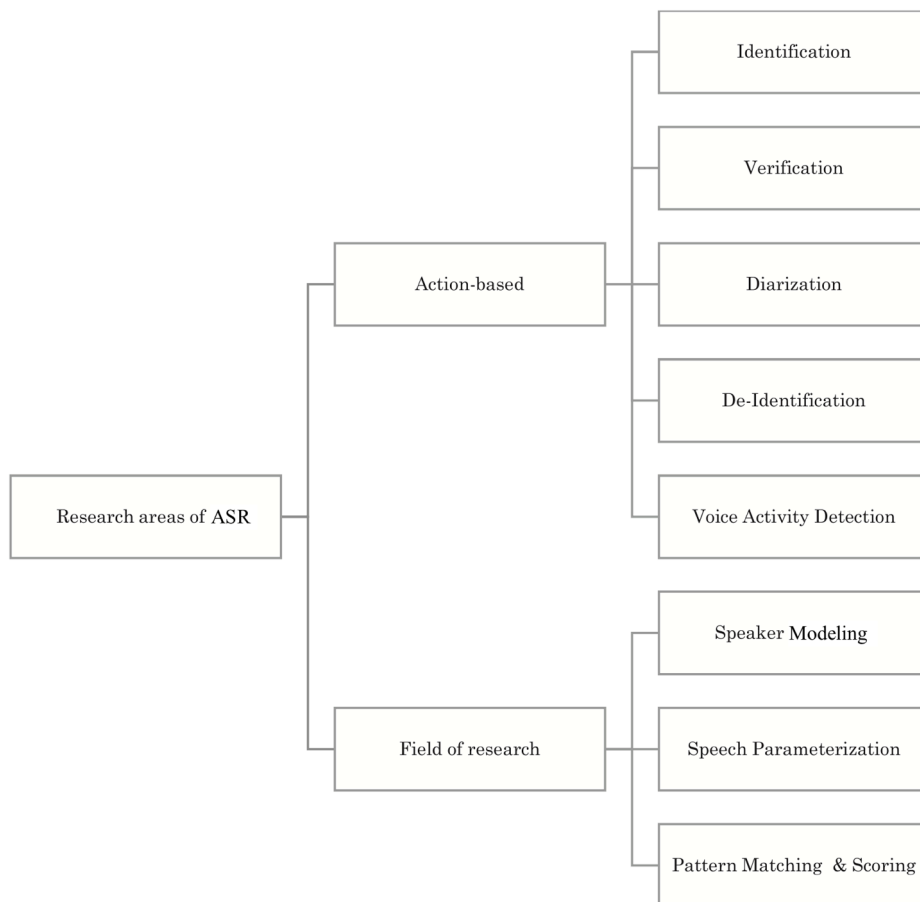 Identification
Verification
Action-based
Diarization
De-Identification
Research areas of ASR
Voice Activity Detection
Speaker Modeling
Field of research
Speech Parameterization
Pattern Matching & Scoring